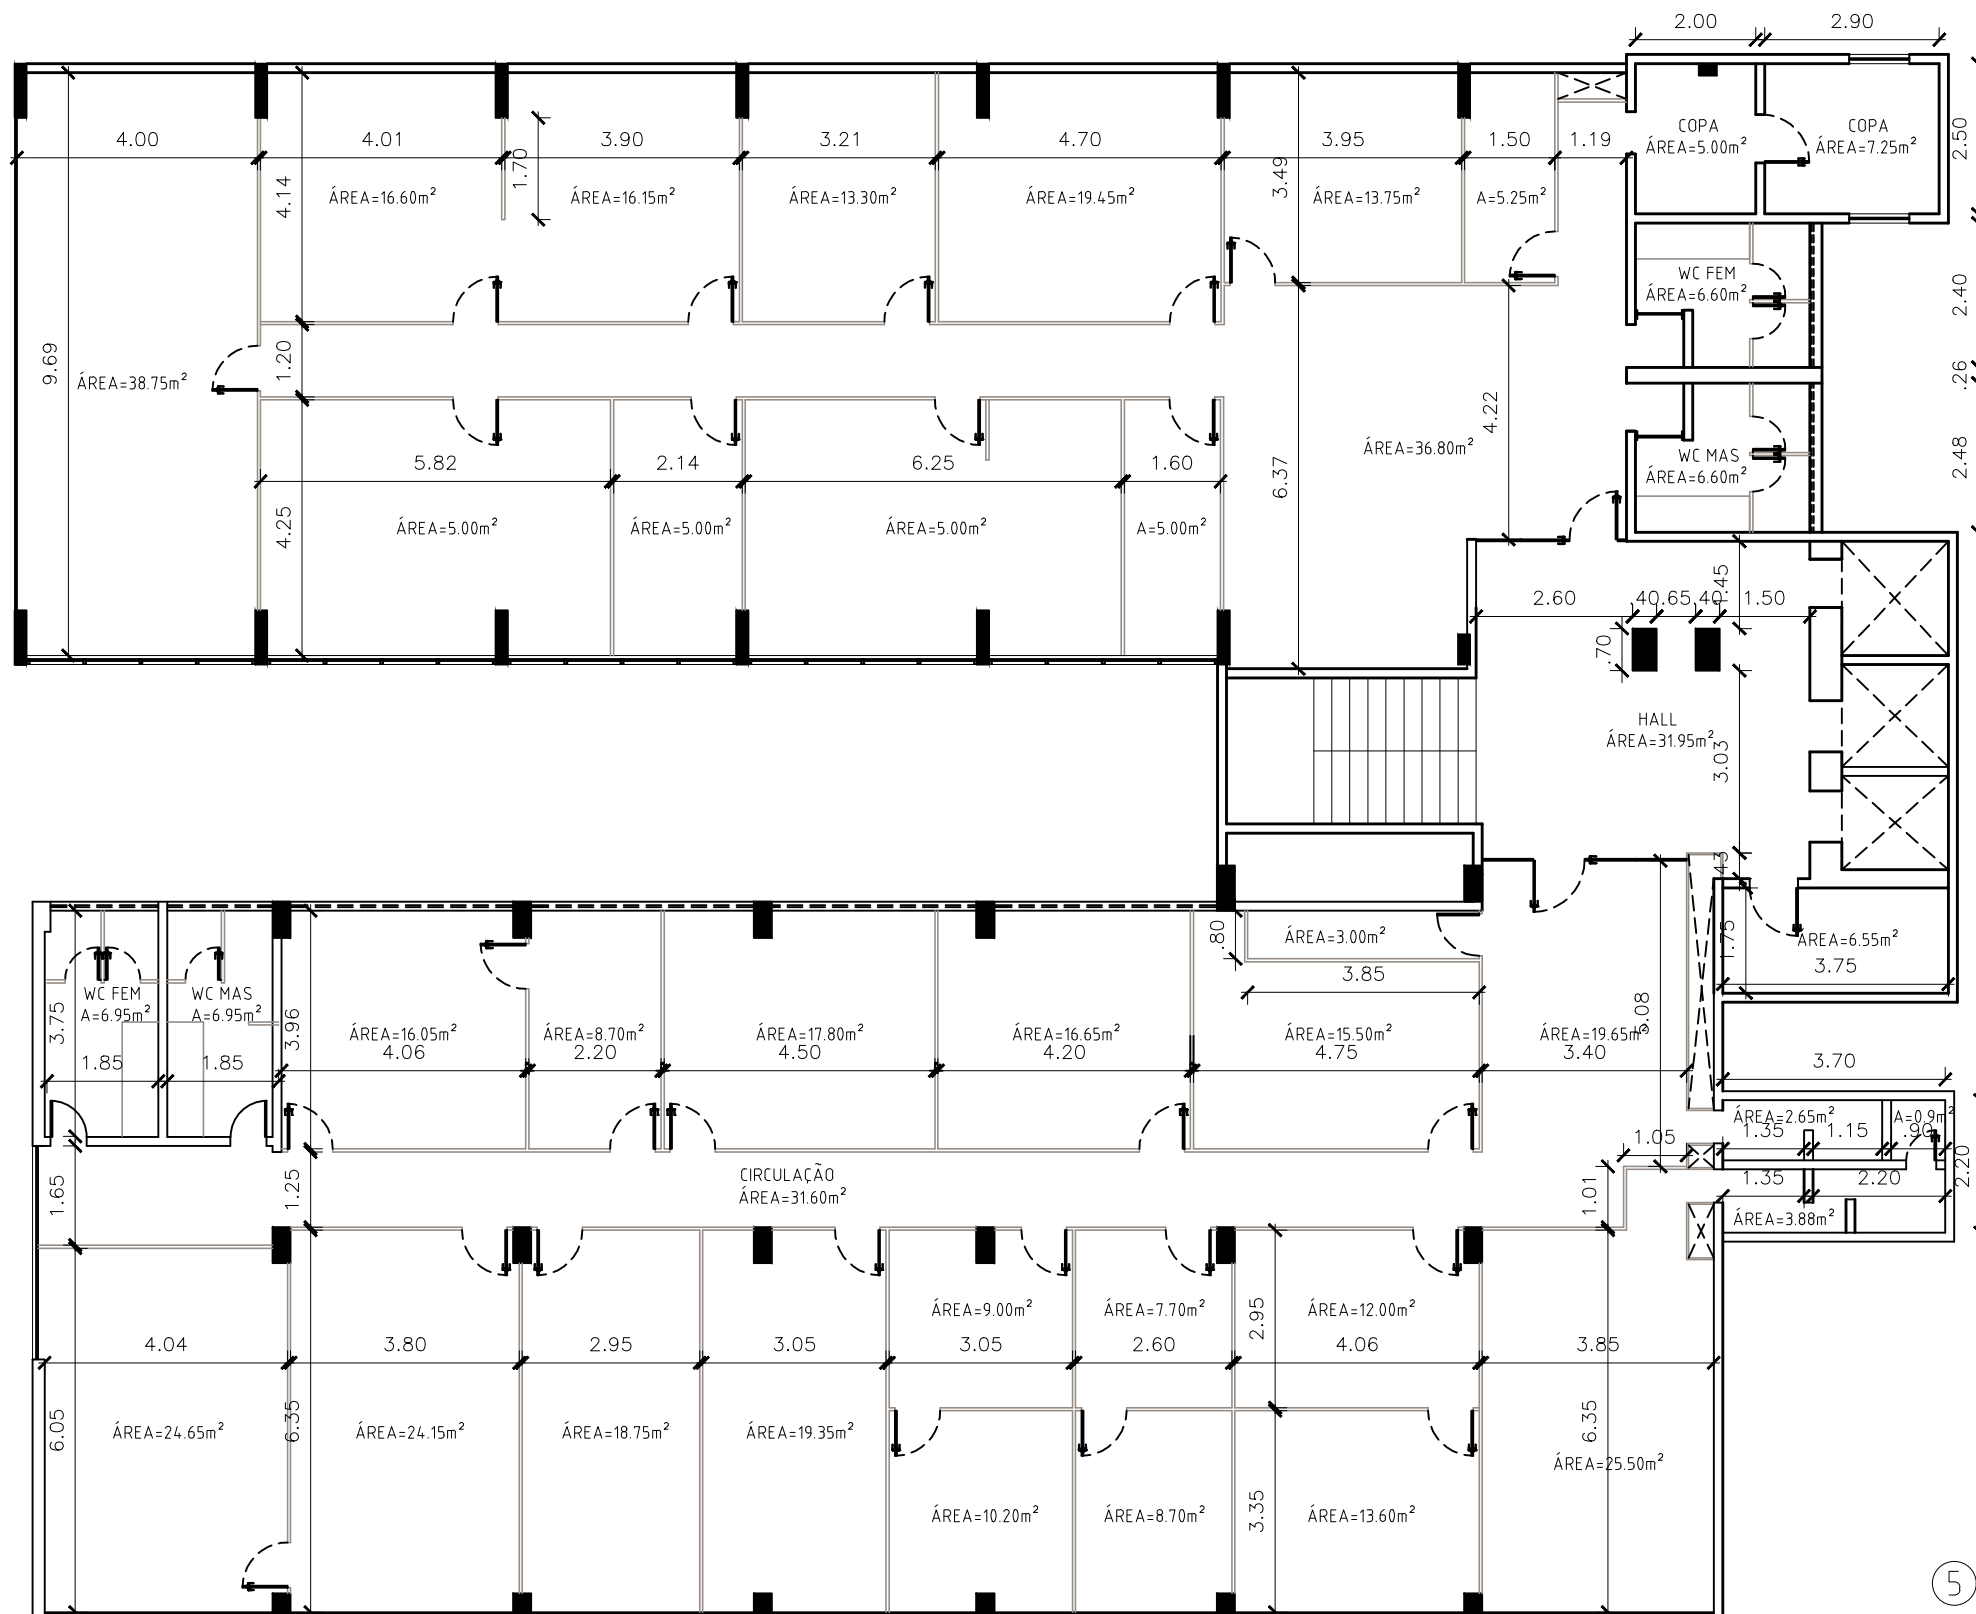 2.00
2.90
4.00
4.01
3.90
3.21
4.70
3.95
1.50
1.19
COPA
ÁREA=5.00m²
COPA
ÁREA=7.25m²
2.50
1.70
4.14
3.49
ÁREA=16.60m²
ÁREA=16.15m²
ÁREA=13.30m²
ÁREA=19.45m²
ÁREA=13.75m²
A=5.25m²
WC FEM
ÁREA=6.60m²
2.40
9.69
1.20
ÁREA=38.75m²
.26
4.22
ÁREA=36.80m²
WC MAS
ÁREA=6.60m²
2.48
5.82
2.14
6.25
1.60
6.37
4.25
ÁREA=5.00m²
ÁREA=5.00m²
ÁREA=5.00m²
A=5.00m²
2.60
.40
.65
.40
1.45
1.50
.70
HALL
ÁREA=31.95m²
3.03
.43
.80
ÁREA=3.00m²
3.85
1.75
ÁREA=6.55m²
3.75
WC FEM
A=6.95m²
WC MAS
A=6.95m²
3.75
3.96
1.85
1.85
ÁREA=16.05m²
4.06
ÁREA=8.70m²
2.20
ÁREA=17.80m²
4.50
ÁREA=16.65m²
4.20
ÁREA=15.50m²
4.75
ÁREA=19.65m²
3.40
5.08
3.70
ÁREA=2.65m²
A=0.9m²
1.35
1.15
.90
2.20
1.05
1.35
2.20
ÁREA=3.88m²
1.01
1.65
1.25
CIRCULAÇÃO
ÁREA=31.60m²
ÁREA=9.00m²
ÁREA=7.70m²
2.95
ÁREA=12.00m²
4.04
3.80
2.95
3.05
3.05
2.60
4.06
3.85
6.05
6.35
6.35
ÁREA=24.65m²
ÁREA=24.15m²
ÁREA=18.75m²
ÁREA=19.35m²
ÁREA=25.50m²
ÁREA=10.20m²
ÁREA=8.70m²
3.35
ÁREA=13.60m²
5